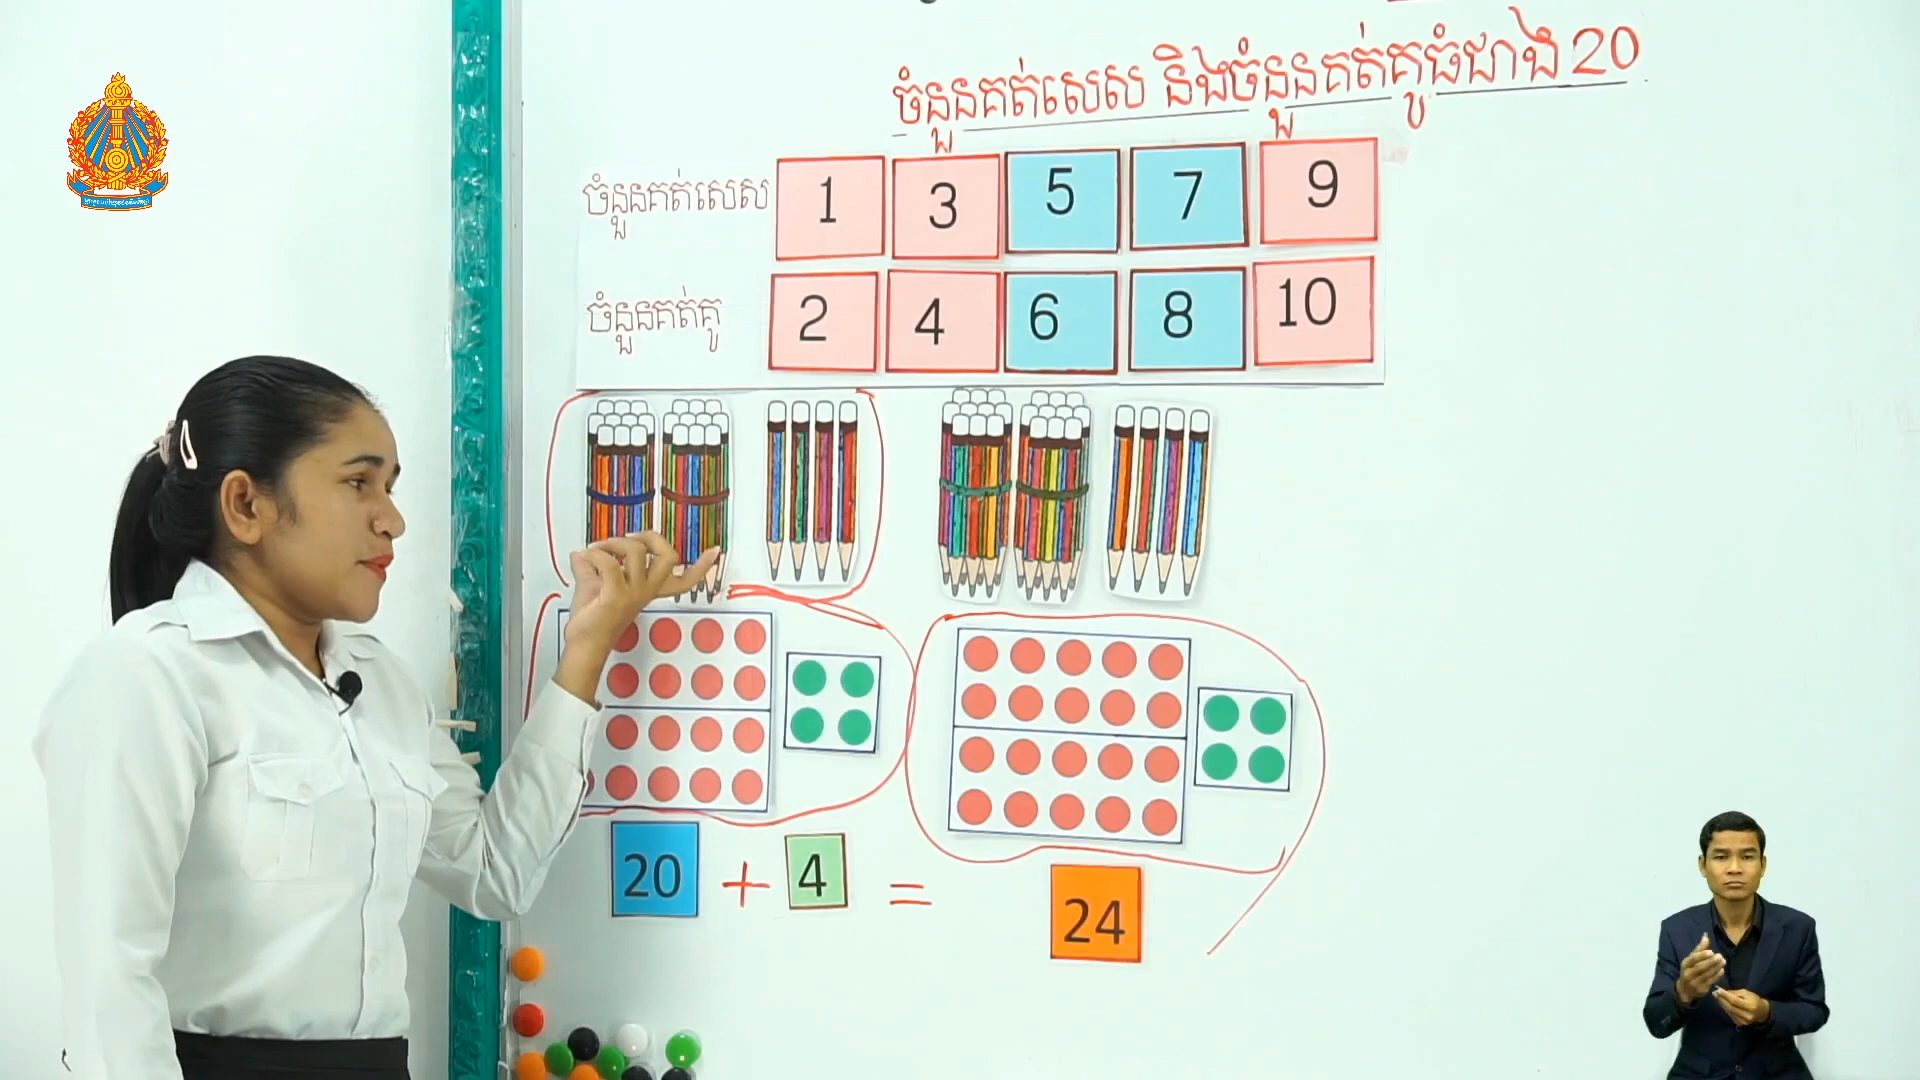 ចំនួនគត់សេស និងចំនួនគត់គូធំជាង 20
ចំនួនគត់សេស 1 3 5 7 9
ចំនួនគត់គូ 2 4 6 8 10
20 + 4 = 24